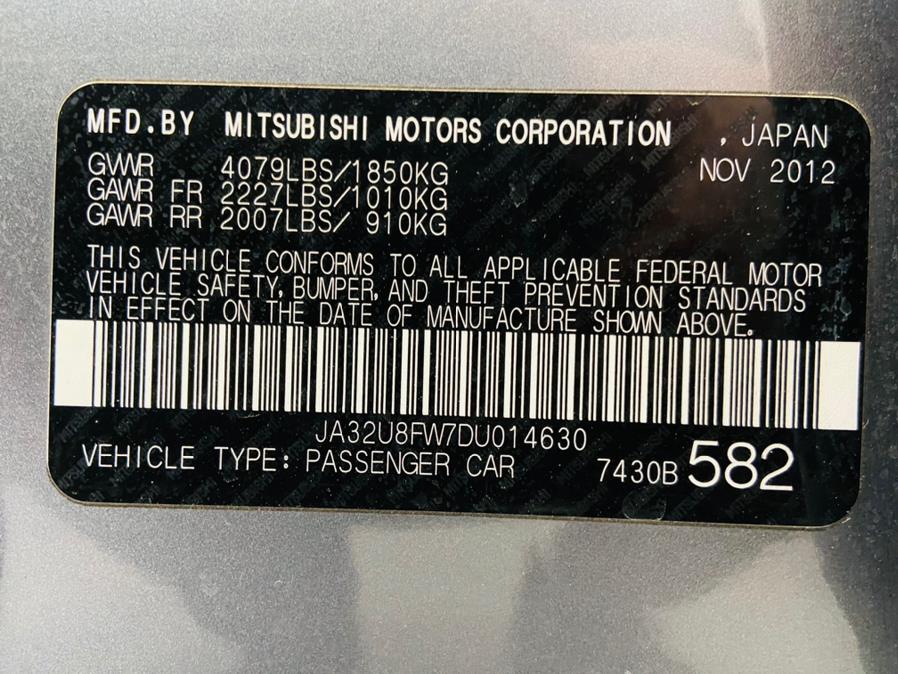 MFD.BY MITSUBISHI MOTORS CORPORATION , JAPAN
GVWR 4079LBS/1850KG NOV 2012
GAWR FR 2227LBS/1010KG
GAWR RR 2007LBS/ 910KG
THIS VEHICLE CONFORMS TO ALL APPLICABLE FEDERAL MOTOR
VEHICLE SAFETY, BUMPER, AND THEFT PREVENTION STANDARDS
IN EFFECT ON THE DATE OF MANUFACTURE SHOWN ABOVE.
JA32U8FW7DU014630
VEHICLE TYPE: PASSENGER CAR 7430B 582